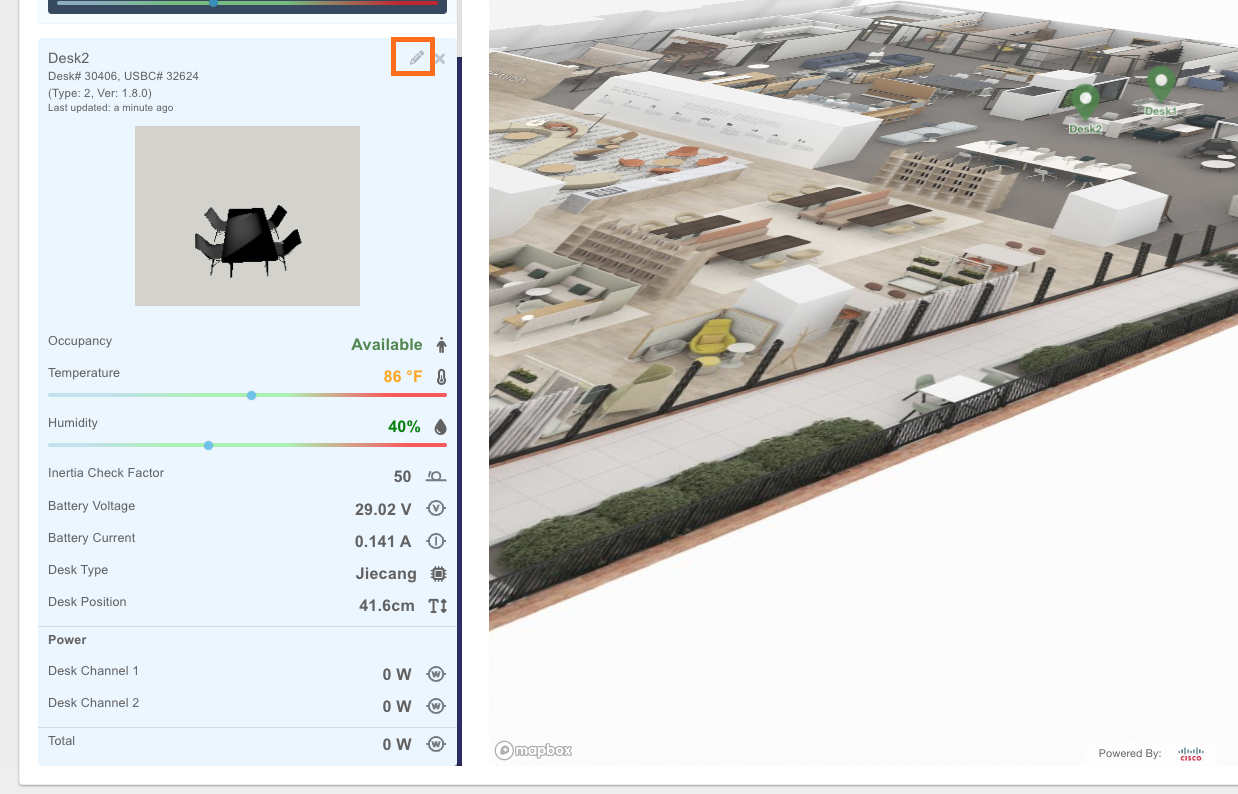 Desk2
Desk# 30406, USBC# 32624
(Type: 2, Ver: 1.8.0)
Last updated: a minute ago
Occupancy Available
Temperature 86 °F
Humidity 40%
Inertia Check Factor 50
Battery Voltage 29.02 V
Battery Current 0.141 A
Desk Type Jiecang
Desk Position 41.6cm
Power
Desk Channel 1 0 W
Desk Channel 2 0 W
Total 0 W
Desk1
Desk2
mapbox
Powered By:
CISCO